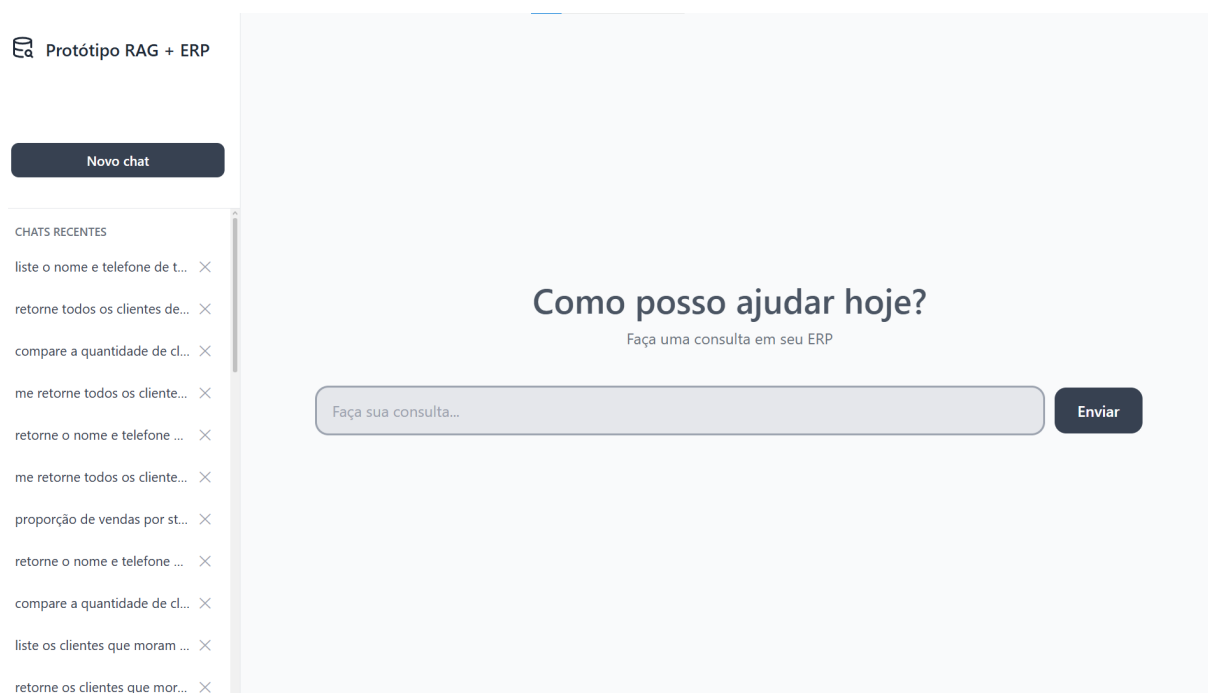 Protótipo RAG + ERP
Novo chat
CHATS RECENTES
liste o nome e telefone de t...
retorne todos os clientes de...
compare a quantidade de cl...
me retorne todos os cliente...
retorne o nome e telefone ...
me retorne todos os cliente...
proporção de vendas por st...
retorne o nome e telefone ...
compare a quantidade de cl...
liste os clientes que moram ...
retorne os clientes que mor...
Como posso ajudar hoje?
Faça uma consulta em seu ERP
Faça sua consulta...
Enviar